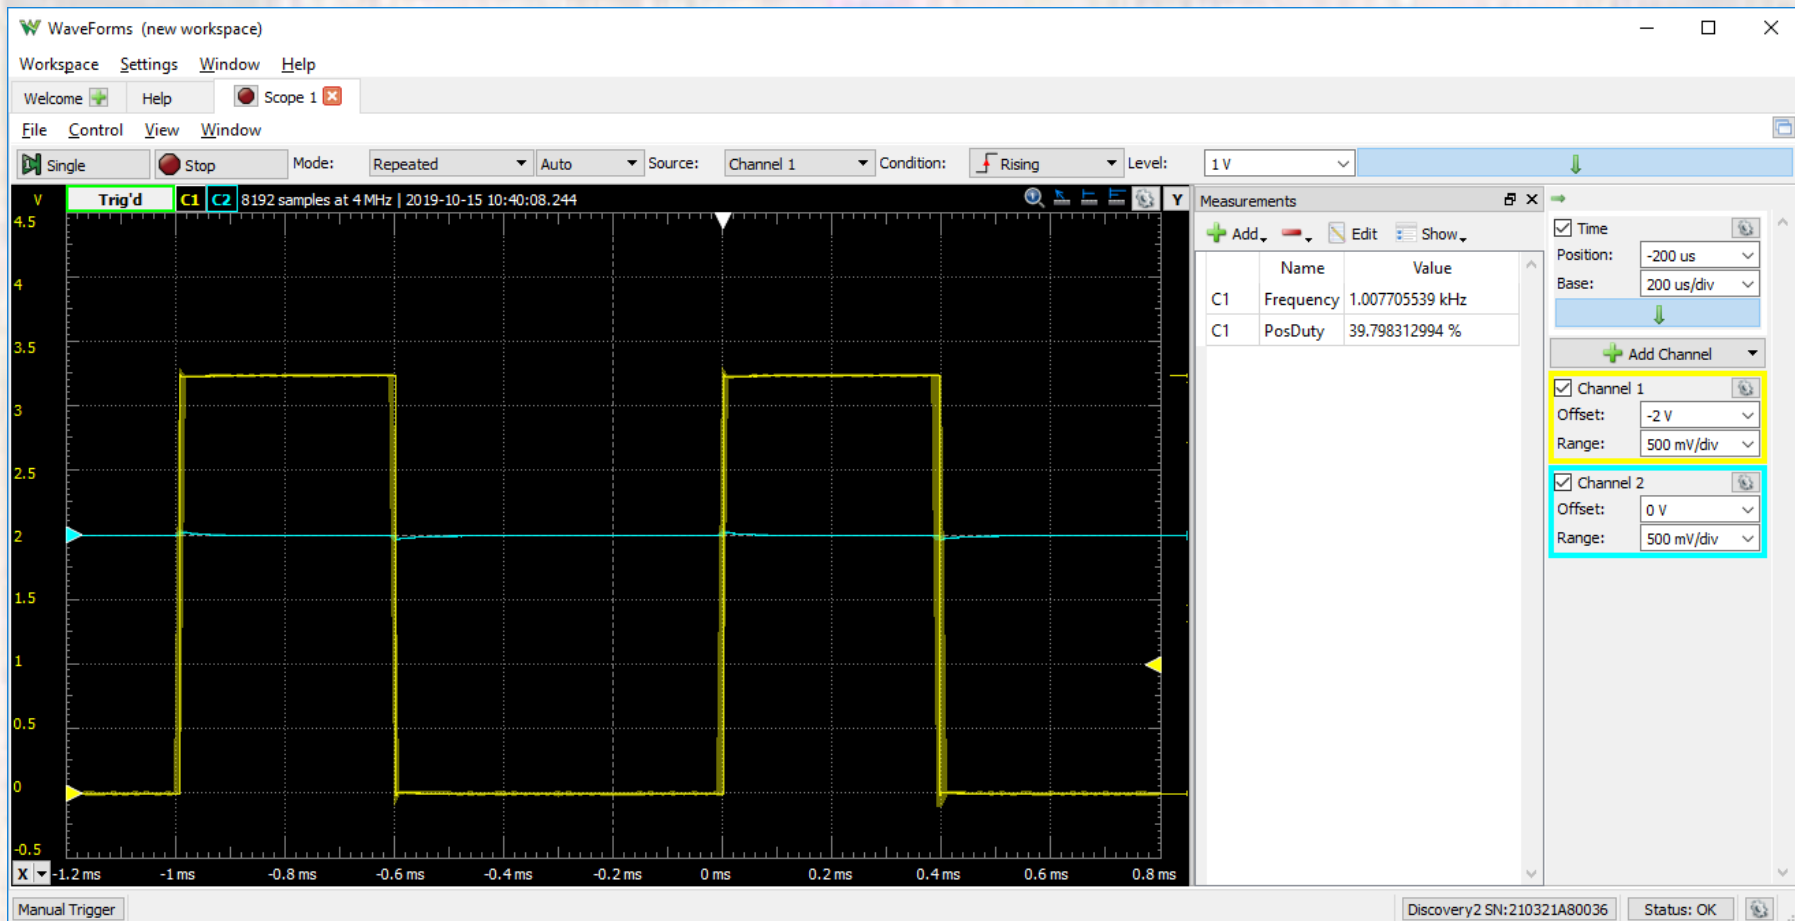 WaveForms (new workspace)
Workspace Settings Window Help
Welcome Help Scope 1
File Control View Window
Single Stop Mode: Repeated Auto Source: Channel 1 Condition: Rising Level: 1 V
V Trig'd C1 C2 8192 samples at 4 MHz | 2019-10-15 10:40:08.244 Y
4.5
4
3.5
3
2.5
2
1.5
1
0.5
0
-0.5
X -1.2 ms -1 ms -0.8 ms -0.6 ms -0.4 ms -0.2 ms 0 ms 0.2 ms 0.4 ms 0.6 ms 0.8 ms
Measurements
Add Edit Show
Name Value
C1 Frequency 1.007705539 kHz
C1 PosDuty 39.798312994 %
Time
Position: -200 us
Base: 200 us/div
Add Channel
Channel 1
Offset: -2 V
Range: 500 mV/div
Channel 2
Offset: 0 V
Range: 500 mV/div
Manual Trigger Discovery2 SN:210321A80036 Status: OK